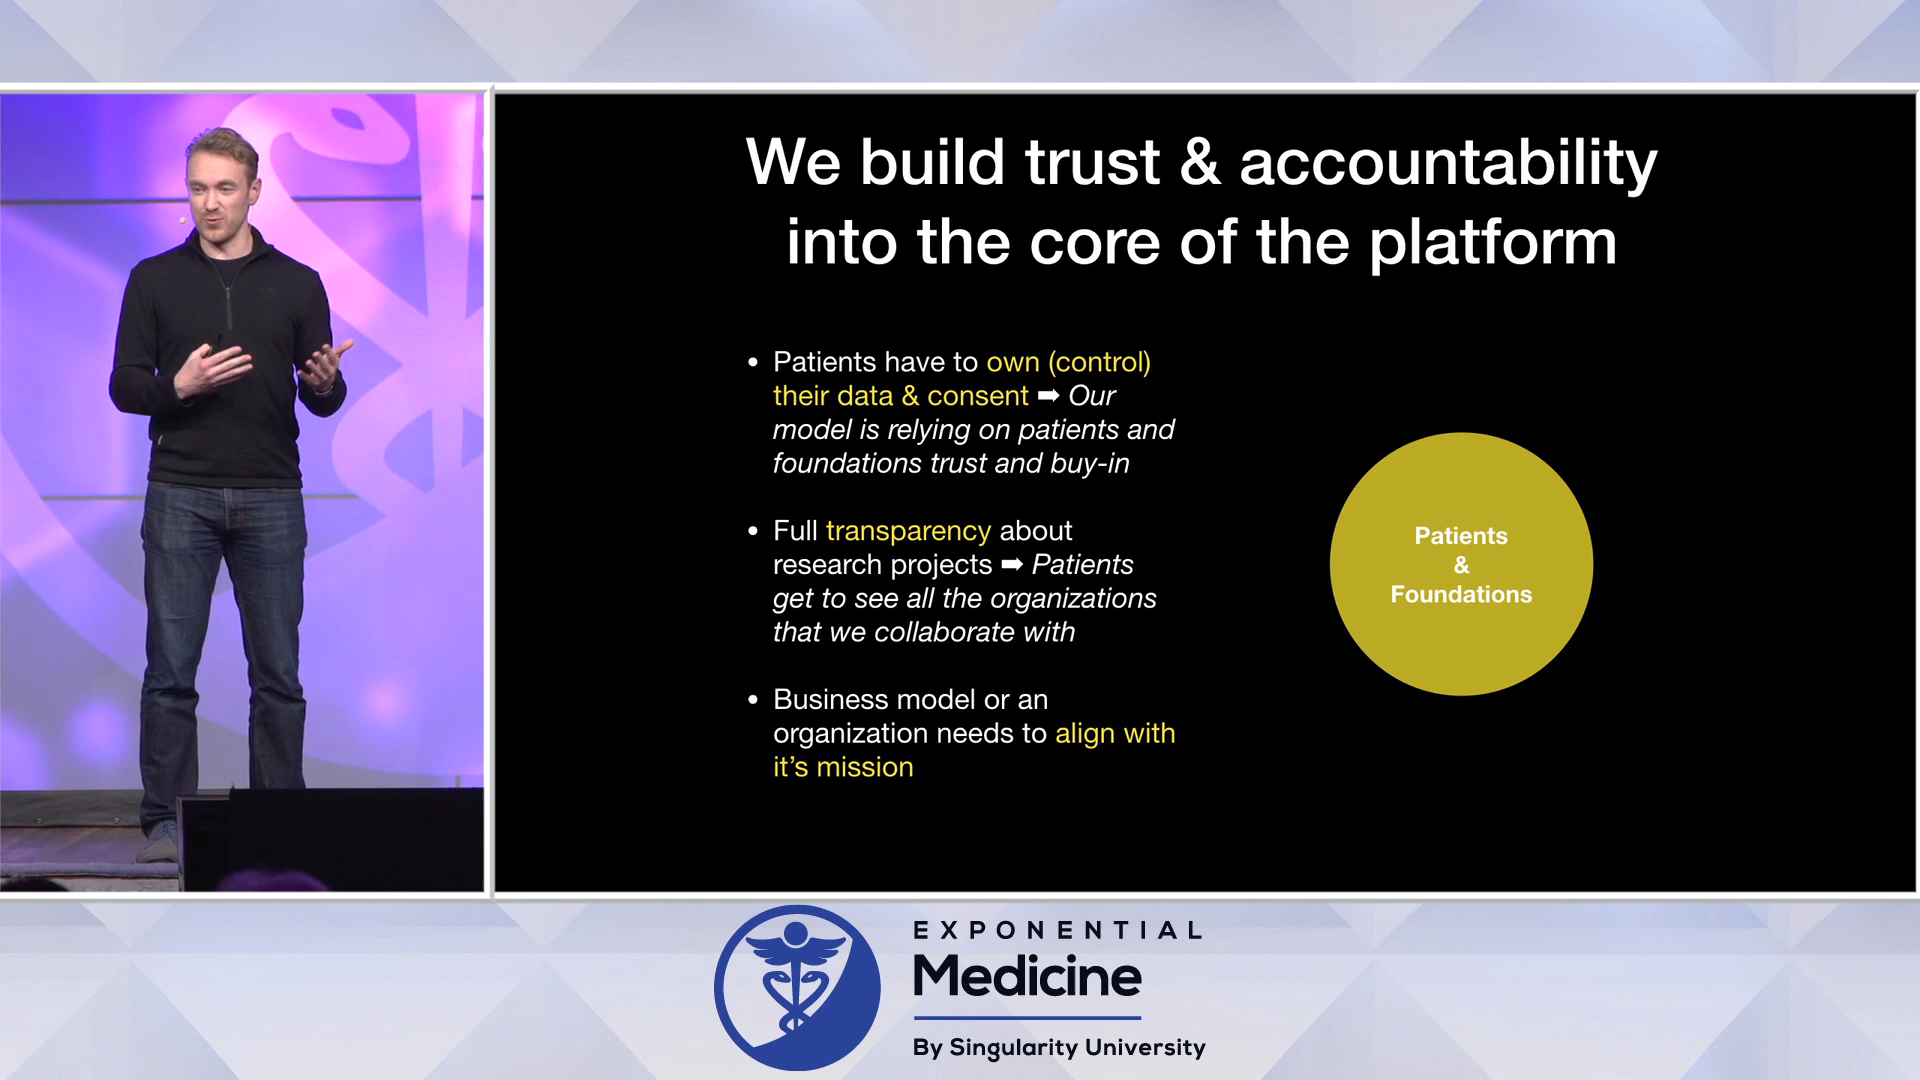 We build trust & accountability
into the core of the platform
• Patients have to own (control)
their data & consent ➡ Our
model is relying on patients and
foundations trust and buy-in
• Full transparency about
research projects ➡ Patients
get to see all the organizations
that we collaborate with
• Business model or an
organization needs to align with
it’s mission
Patients
&
Foundations
EXPONENTIAL
Medicine
By Singularity University